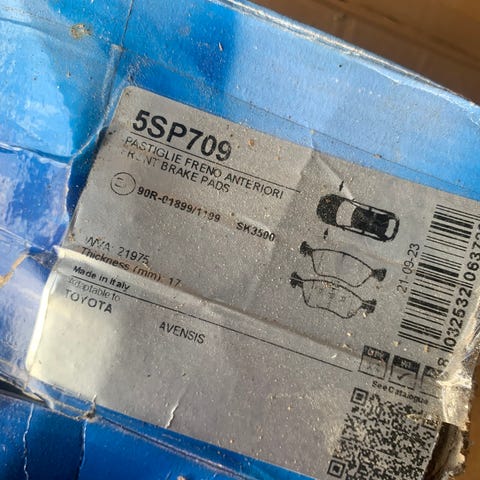 5SP709
PASTIGLIE FRENO ANTERIORI
FRONT BRAKE PADS
90R-01899/1199 SK3500
WVA: 21975
Thickness (mm): 17
Made in Italy
Adaptable to
TOYOTA AVENSIS
21-09-23
See Catalogue